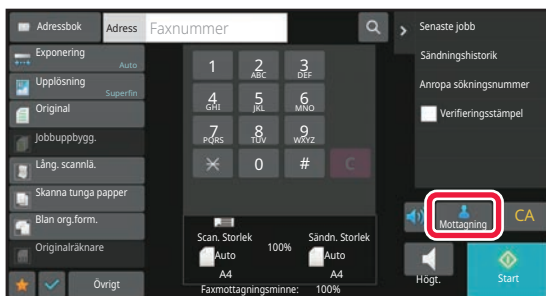 Adressbok
Adress
Faxnummer
Senaste jobb
Sändningshistorik
Anropa sökningsnummer
Verifieringsstämpel
Exponering
Auto
Upplösning
Superfin
Original
Jobbuppbygg.
Lång. scannlä.
Skanna tunga papper
Blan org.form.
Originalräknare
Övrigt
1
2
ABC
3
DEF
4
GHI
5
JKL
6
MNO
7
PQRS
8
TUV
9
WXYZ
0
#
C
Scan. Storlek
100%
Sändn. Storlek
Auto
Auto
A4
A4
Faxmottagningsminne: 100%
Mottagning
CA
Högt.
Start